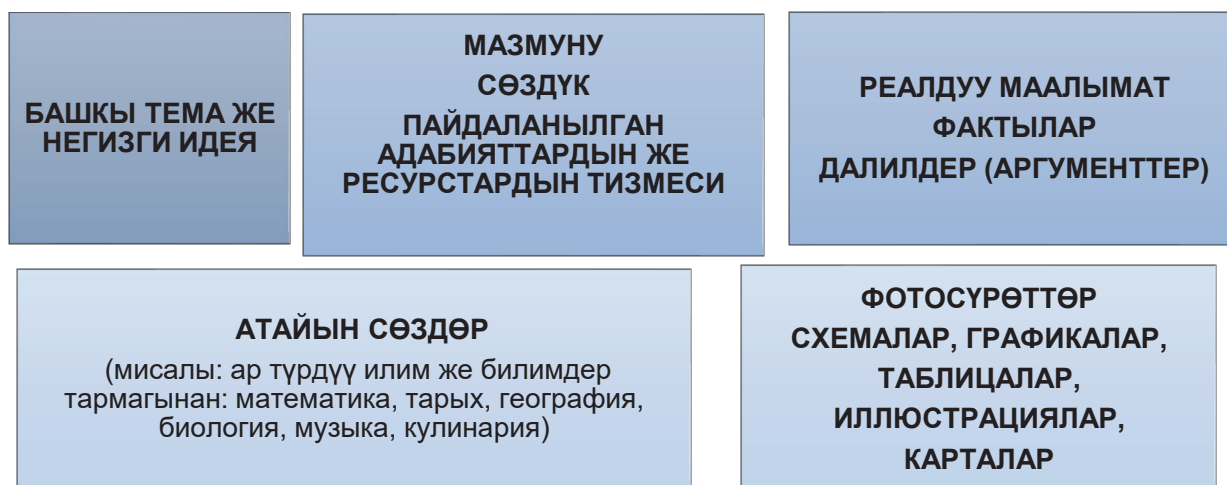 БАШКЫ ТЕМА ЖЕ
НЕГИЗГИ ИДЕЯ
МАЗМУНУ
СӨЗДҮК
ПАЙДАЛАНЫЛГАН
АДАБИЯТТАРДЫН ЖЕ
РЕСУРСТАРДЫН ТИЗМЕСИ
РЕАЛДУУ МААЛЫМАТ
ФАКТЫЛАР
ДАЛИЛДЕР (АРГУМЕНТТЕР)
АТАЙЫН СӨЗДӨР
(мисалы: ар түрдүү илим же билимдер
тармагынан: математика, тарых, география,
биология, музыка, кулинария)
ФОТОСҮРӨТТӨР
СХЕМАЛАР, ГРАФИКАЛАР,
ТАБЛИЦАЛАР,
ИЛЛЮСТРАЦИЯЛАР,
КАРТАЛАР